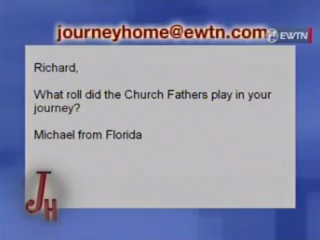 journeyhome@ewtn.com
EWTN
Richard,
What roll did the Church Fathers play in your
journey?
Michael from Florida
JH